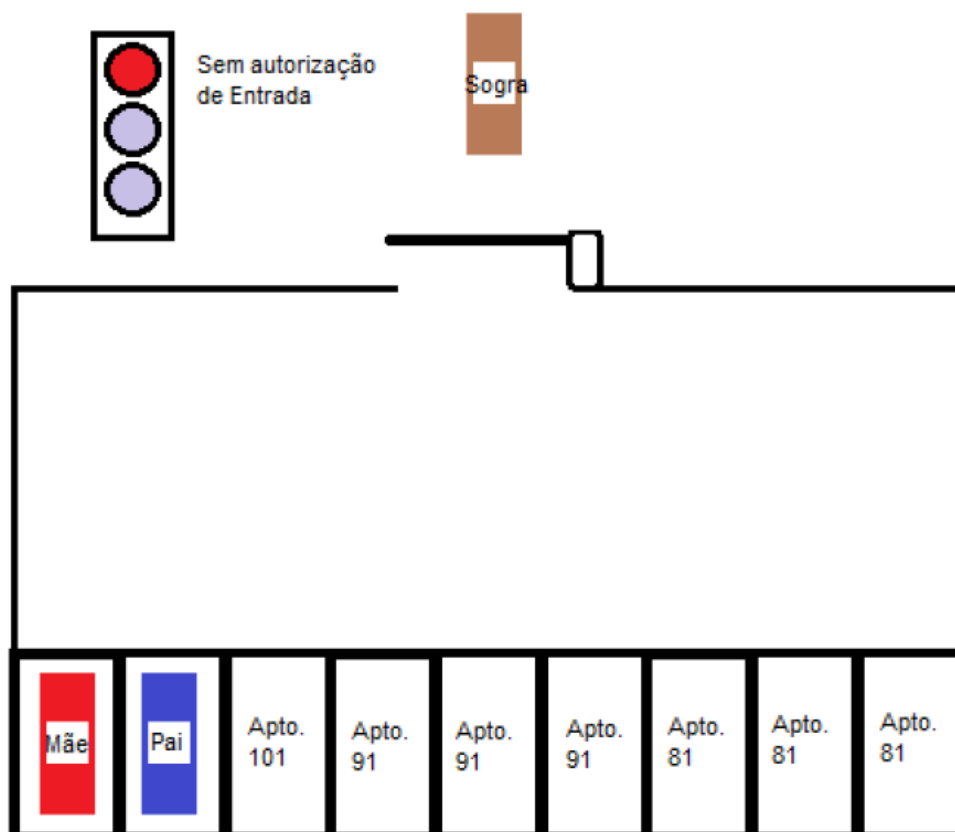 Sem autorização
de Entrada
Sogra
Mãe
Pai
Apto.
101
Apto.
91
Apto.
91
Apto.
91
Apto.
81
Apto.
81
Apto.
81